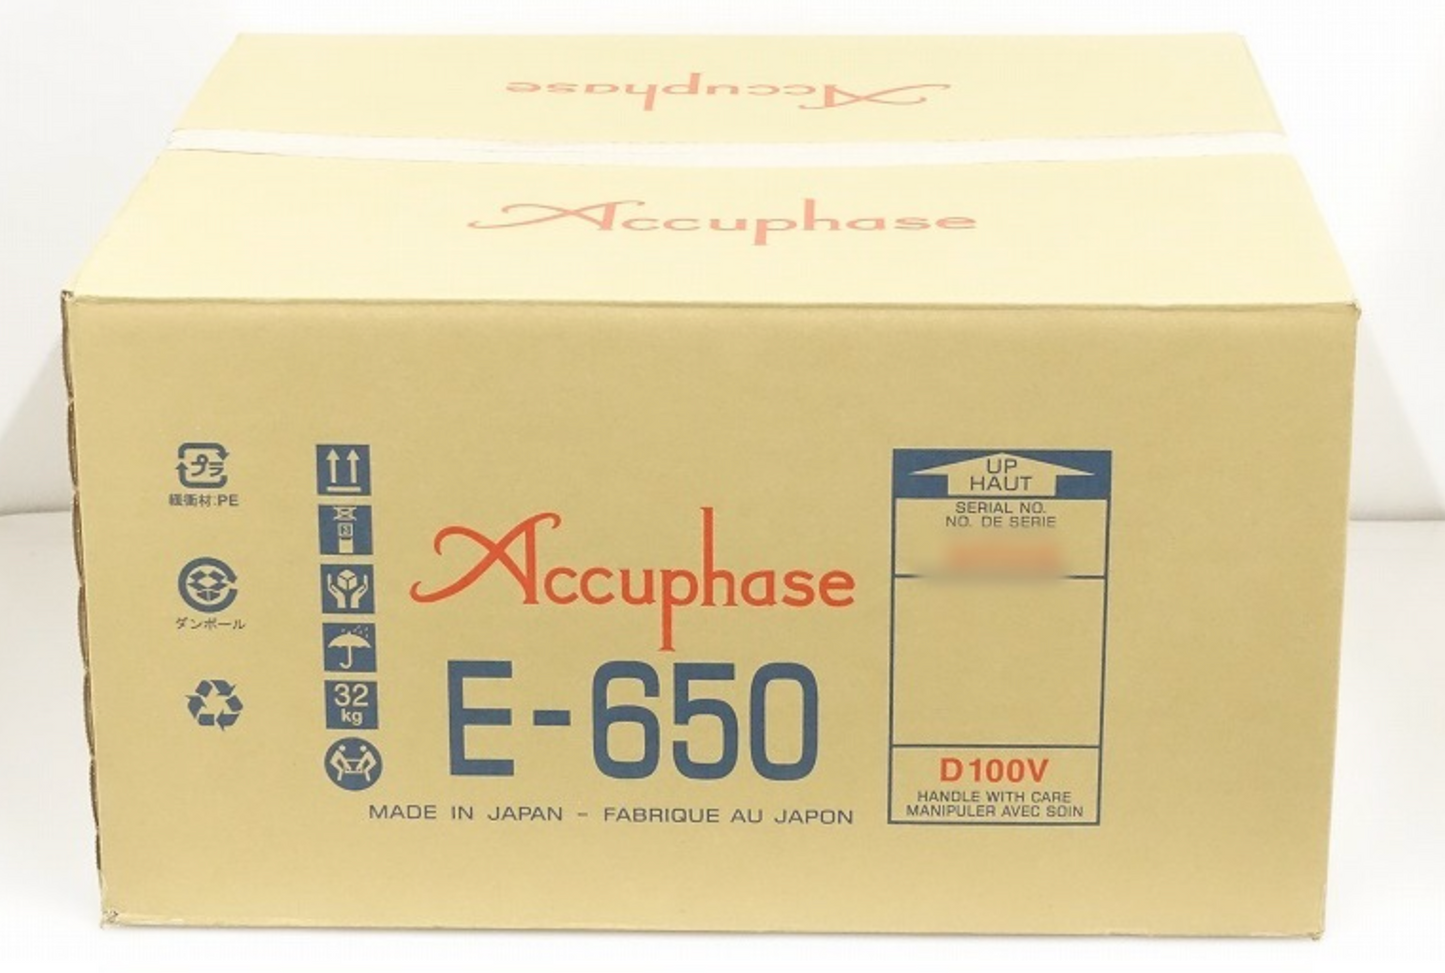 Accuphase
Accuphase
プラ
緩衝材:PE
ダンボール
3
32
kg
Accuphase
E-650
MADE IN JAPAN - FABRIQUE AU JAPON
UP
HAUT
SERIAL NO.
NO. DE SERIE
D100V
HANDLE WITH CARE
MANIPULER AVEC SOIN